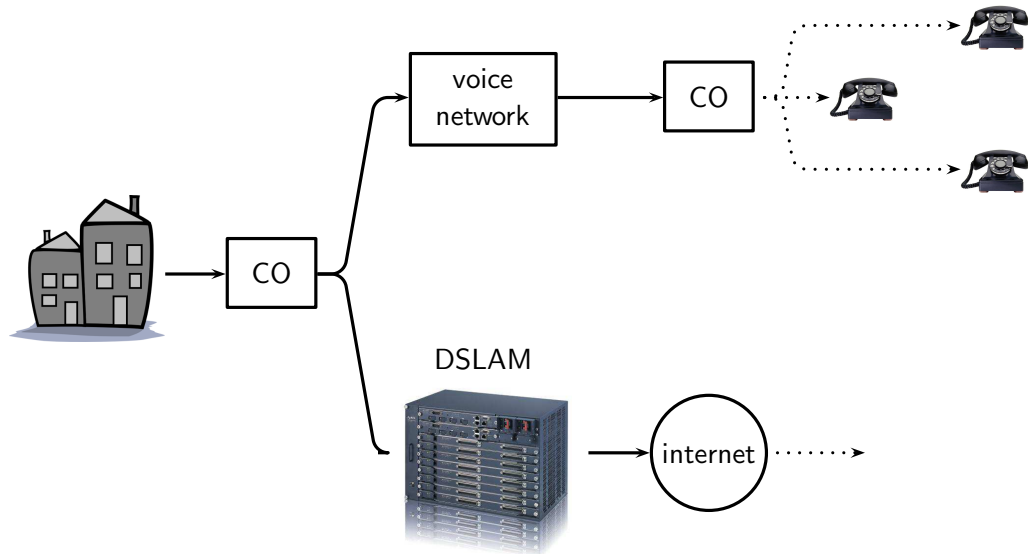 voice
network
CO
CO
DSLAM
internet